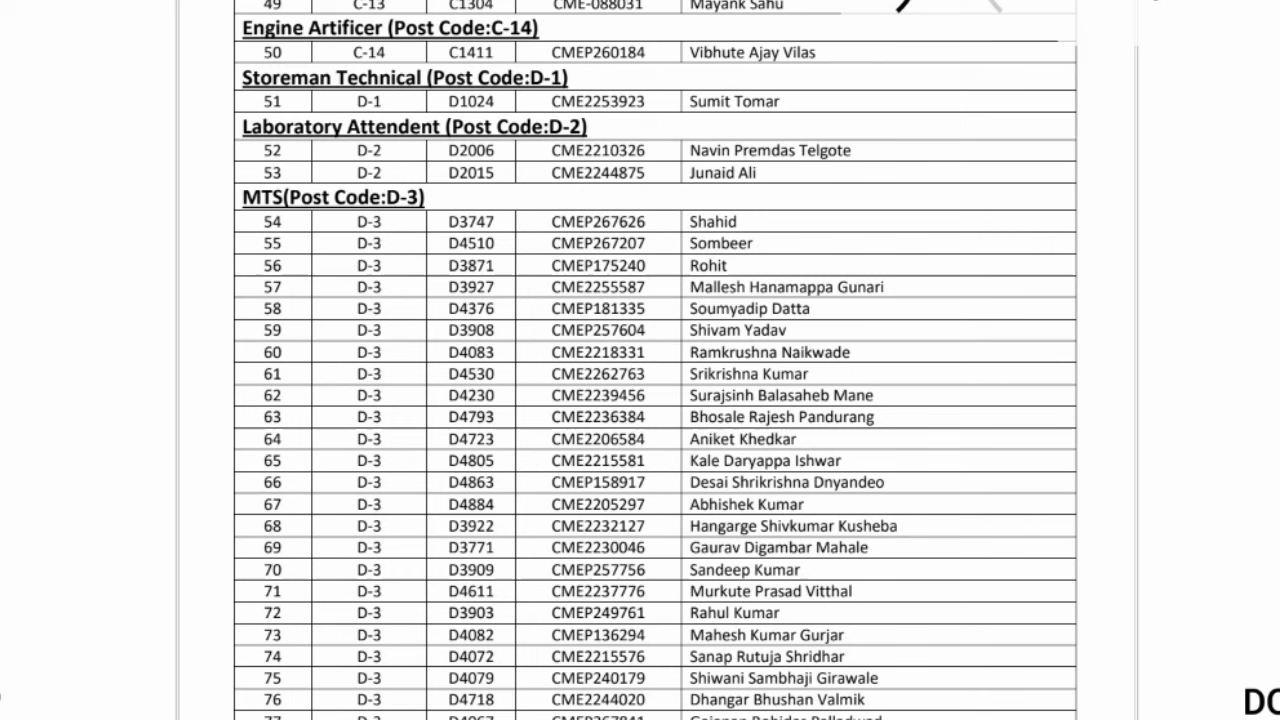 49 C-13 C1304 CME-088031 Mayank Sahu
Engine Artificer (Post Code:C-14)
50 C-14 C1411 CMEP260184 Vibhute Ajay Vilas
Storeman Technical (Post Code:D-1)
51 D-1 D1024 CME2253923 Sumit Tomar
Laboratory Attendent (Post Code:D-2)
52 D-2 D2006 CME2210326 Navin Premdas Telgote
53 D-2 D2015 CME2244875 Junaid Ali
MTS(Post Code:D-3)
54 D-3 D3747 CMEP267626 Shahid
55 D-3 D4510 CMEP267207 Sombeer
56 D-3 D3871 CMEP175240 Rohit
57 D-3 D3927 CME2255587 Mallesh Hanamappa Gunari
58 D-3 D4376 CMEP181335 Soumyadip Datta
59 D-3 D3908 CMEP257604 Shivam Yadav
60 D-3 D4083 CME2218331 Ramkrushna Naikwade
61 D-3 D4530 CME2262763 Srikrishna Kumar
62 D-3 D4230 CME2239456 Surajsinh Balasaheb Mane
63 D-3 D4793 CME2236384 Bhosale Rajesh Pandurang
64 D-3 D4723 CME2206584 Aniket Khedkar
65 D-3 D4805 CME2215581 Kale Daryappa Ishwar
66 D-3 D4863 CMEP158917 Desai Shrikrishna Dnyandeo
67 D-3 D4884 CME2205297 Abhishek Kumar
68 D-3 D3922 CME2232127 Hangarge Shivkumar Kusheba
69 D-3 D3771 CME2230046 Gaurav Digambar Mahale
70 D-3 D3909 CMEP257756 Sandeep Kumar
71 D-3 D4611 CME2237776 Murkute Prasad Vitthal
72 D-3 D3903 CMEP249761 Rahul Kumar
73 D-3 D4082 CMEP136294 Mahesh Kumar Gurjar
74 D-3 D4072 CME2215576 Sanap Rutuja Shridhar
75 D-3 D4079 CMEP240179 Shiwani Sambhaji Girawale
76 D-3 D4718 CME2244020 Dhangar Bhushan Valmik
DO